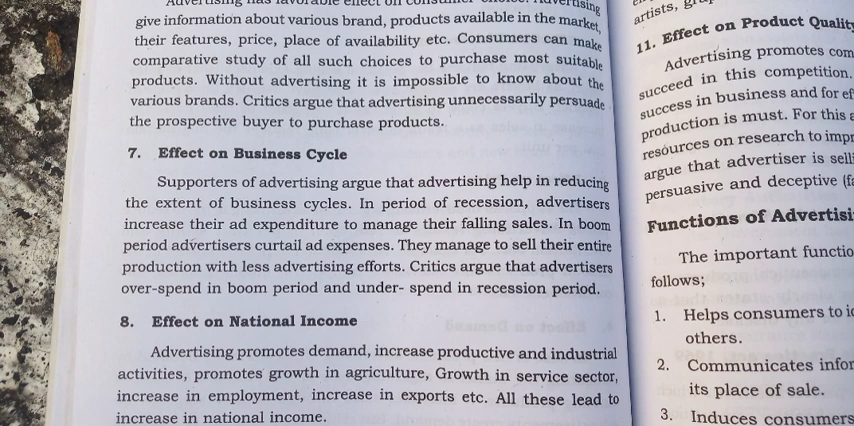 Advertising has favorable effect on consumer choice. Advertising
give information about various brand, products available in the market,
their features, price, place of availability etc. Consumers can make
comparative study of all such choices to purchase most suitable
products. Without advertising it is impossible to know about the
various brands. Critics argue that advertising unnecessarily persuade
the prospective buyer to purchase products.
7. Effect on Business Cycle
Supporters of advertising argue that advertising help in reducing
the extent of business cycles. In period of recession, advertisers
increase their ad expenditure to manage their falling sales. In boom
period advertisers curtail ad expenses. They manage to sell their entire
production with less advertising efforts. Critics argue that advertisers
over-spend in boom period and under- spend in recession period.
8. Effect on National Income
Advertising promotes demand, increase productive and industrial
activities, promotes growth in agriculture, Growth in service sector,
increase in employment, increase in exports etc. All these lead to
increase in national income.
artists,
11. Effect on Product Quality
Advertising promotes com
succeed in this competition.
success in business and for ef
production is must. For this a
resources on research to impr
argue that advertiser is sell
persuasive and deceptive (fa
Functions of Advertisi
The important functio
follows;
1. Helps consumers to id
others.
2. Communicates infor
its place of sale.
3. Induces consumers